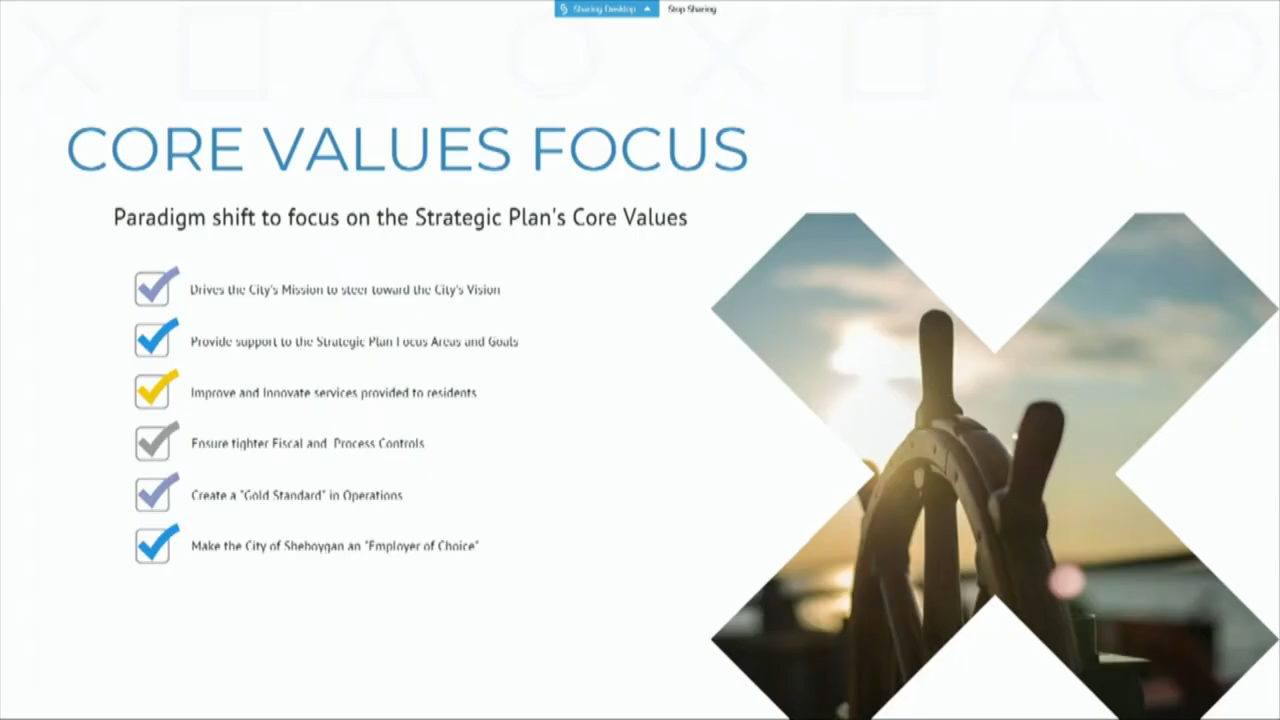 Sharing Desktop Stop Sharing
CORE VALUES FOCUS
Paradigm shift to focus on the Strategic Plan's Core Values
Drives the City's Mission to steer toward the City's Vision
Provide support to the Strategic Plan Focus Areas and Goals
Improve and Innovate services provided to residents
Ensure tighter Fiscal and Process Controls
Create a "Gold Standard" in Operations
Make the City of Sheboygan an "Employer of Choice"